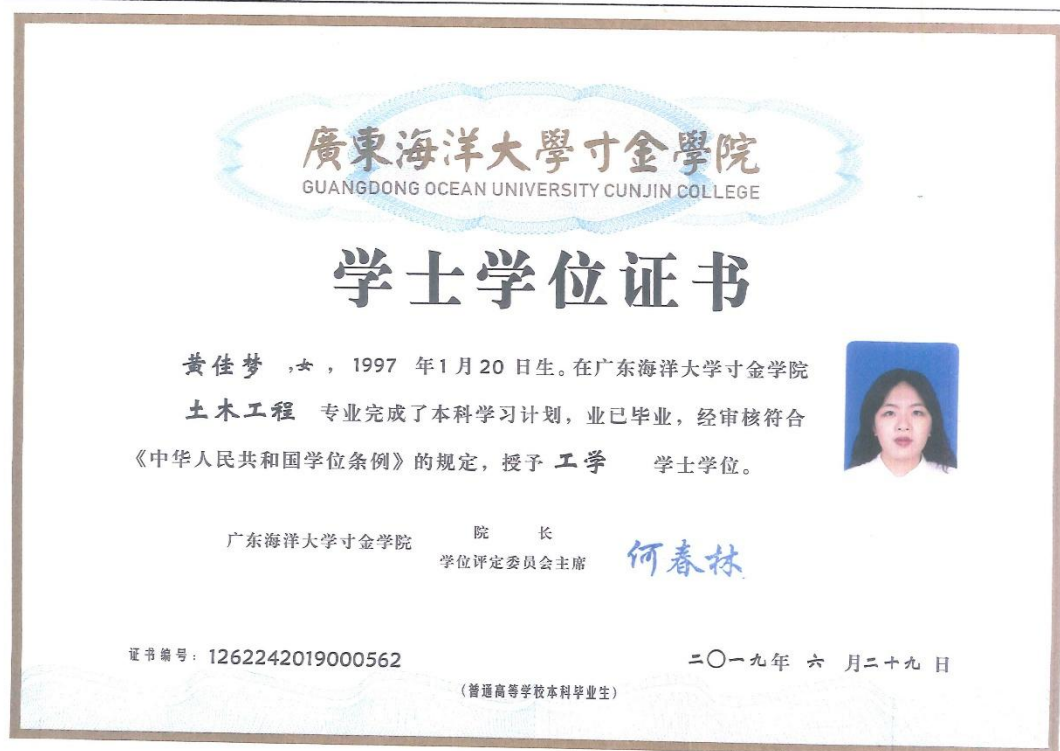 廣東海洋大學寸金學院
GUANGDONG OCEAN UNIVERSITY CUNJIN COLLEGE
学士学位证书
黄佳梦 ,女 , 1997 年1月20 日生。在广东海洋大学寸金学院
土木工程 专业完成了本科学习计划，业已毕业，经审核符合
《中华人民共和国学位条例》的规定，授予 工学 学士学位。
院 长
广东海洋大学寸金学院
学位评定委员会主席
何春林
证书编号：1262242019000562
二〇一九年 六 月二十九 日
（普通高等学校本科毕业生）